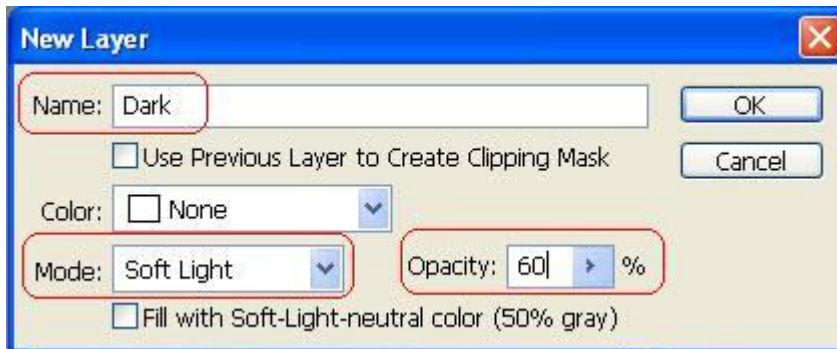 New Layer
Name: Dark OK
Use Previous Layer to Create Clipping Mask Cancel
Color: None
Mode: Soft Light Opacity: 60 %
Fill with Soft-Light-neutral color (50% gray)